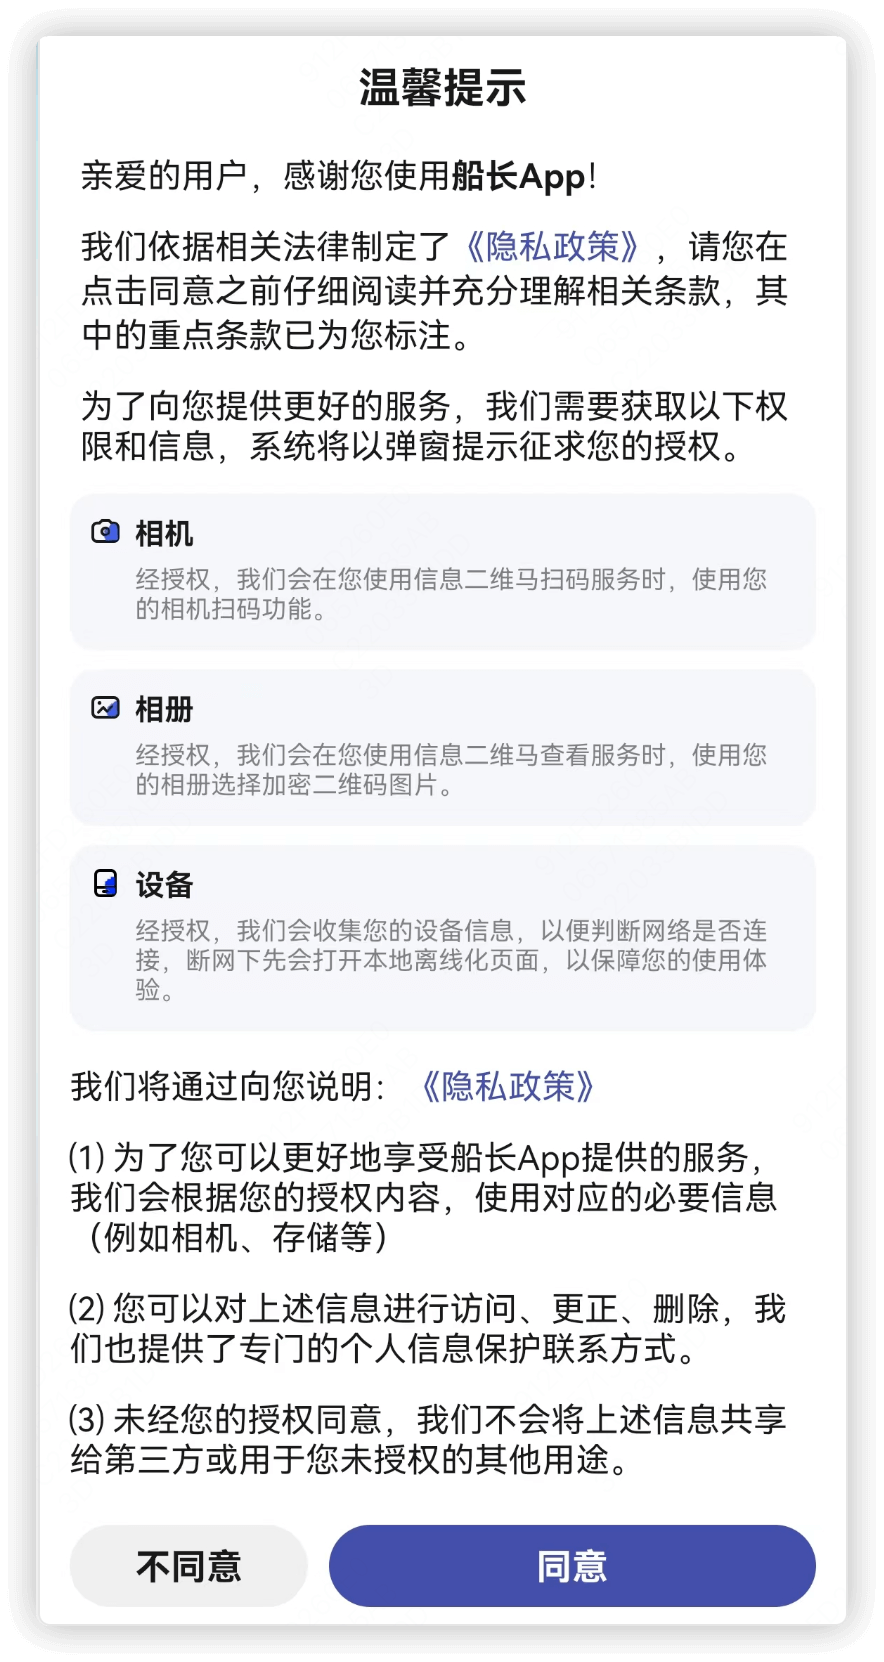 温馨提示
亲爱的用户，感谢您使用船长App！
我们依据相关法律制定了《隐私政策》，请您在
点击同意之前仔细阅读并充分理解相关条款，其
中的重点条款已为您标注。
为了向您提供更好的服务，我们需要获取以下权
限和信息，系统将以弹窗提示征求您的授权。
相机
经授权，我们会在您使用信息二维马扫码服务时，使用您
的相机扫码功能。
相册
经授权，我们会在您使用信息二维马查看服务时，使用您
的相册选择加密二维码图片。
设备
经授权，我们会收集您的设备信息，以便判断网络是否连
接，断网下先会打开本地离线化页面，以保障您的使用体
验。
我们将通过向您说明：《隐私政策》
(1) 为了您可以更好地享受船长App提供的服务，
我们会根据您的授权内容，使用对应的必要信息
（例如相机、存储等）
(2) 您可以对上述信息进行访问、更正、删除，我
们也提供了专门的个人信息保护联系方式。
(3) 未经您的授权同意，我们不会将上述信息共享
给第三方或用于您未授权的其他用途。
不同意
同意